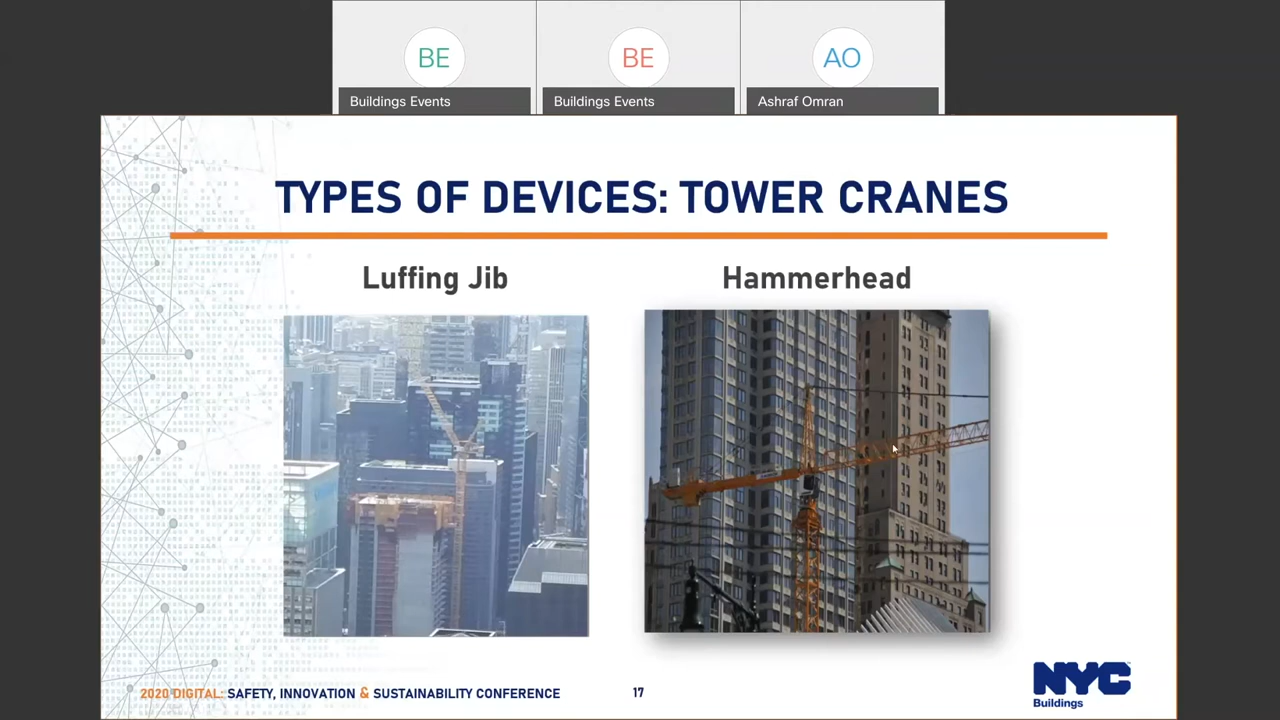 BE
BE
AO
Buildings Events
Buildings Events
Ashraf Omran
TYPES OF DEVICES: TOWER CRANES
Luffing Jib
Hammerhead
2020 DIGITAL: SAFETY, INNOVATION & SUSTAINABILITY CONFERENCE
17
NYC
Buildings